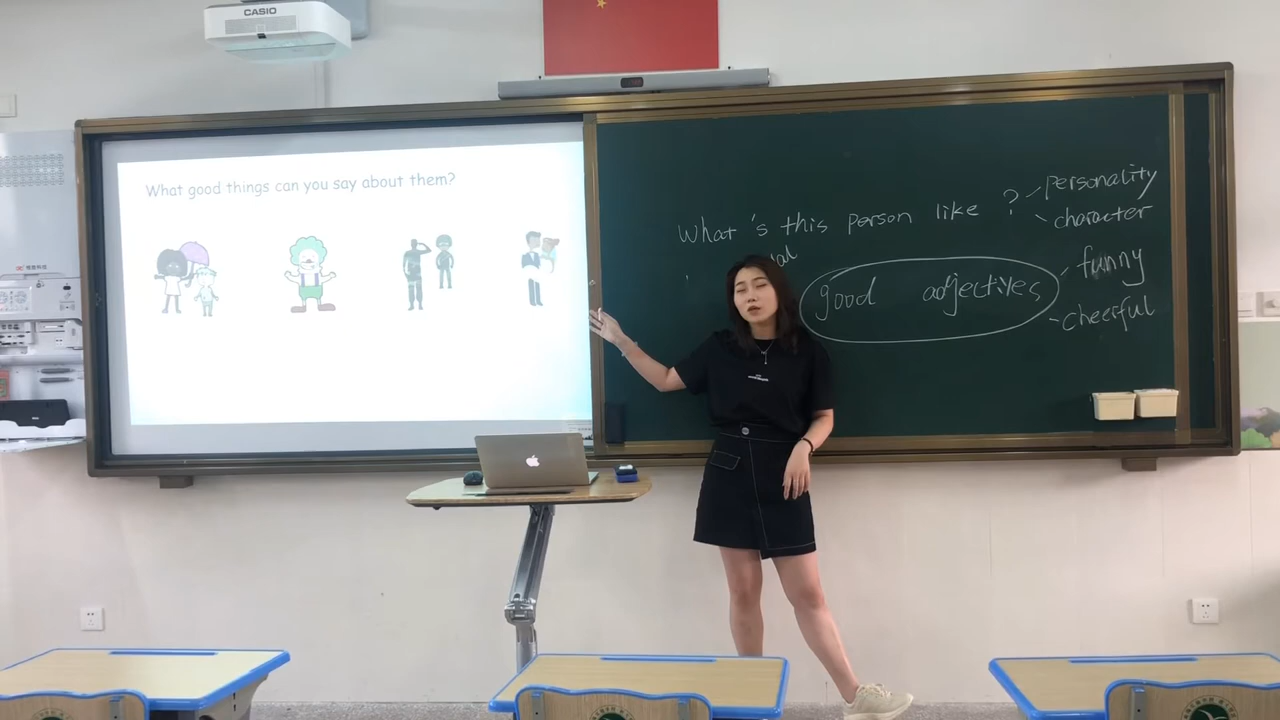 CASIO
What good things can you say about them?
What's this person like ?
personality
character
good adjectives
funny
cheerful